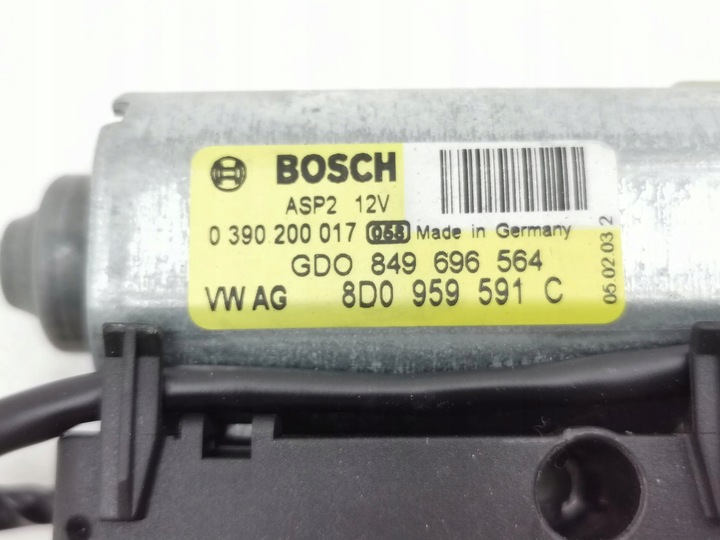 BOSCH
ASP2 12V
0 390 200 017 058 Made in Germany
GDO 849 696 564
VW AG 8D0 959 591 C
05 02 03 2